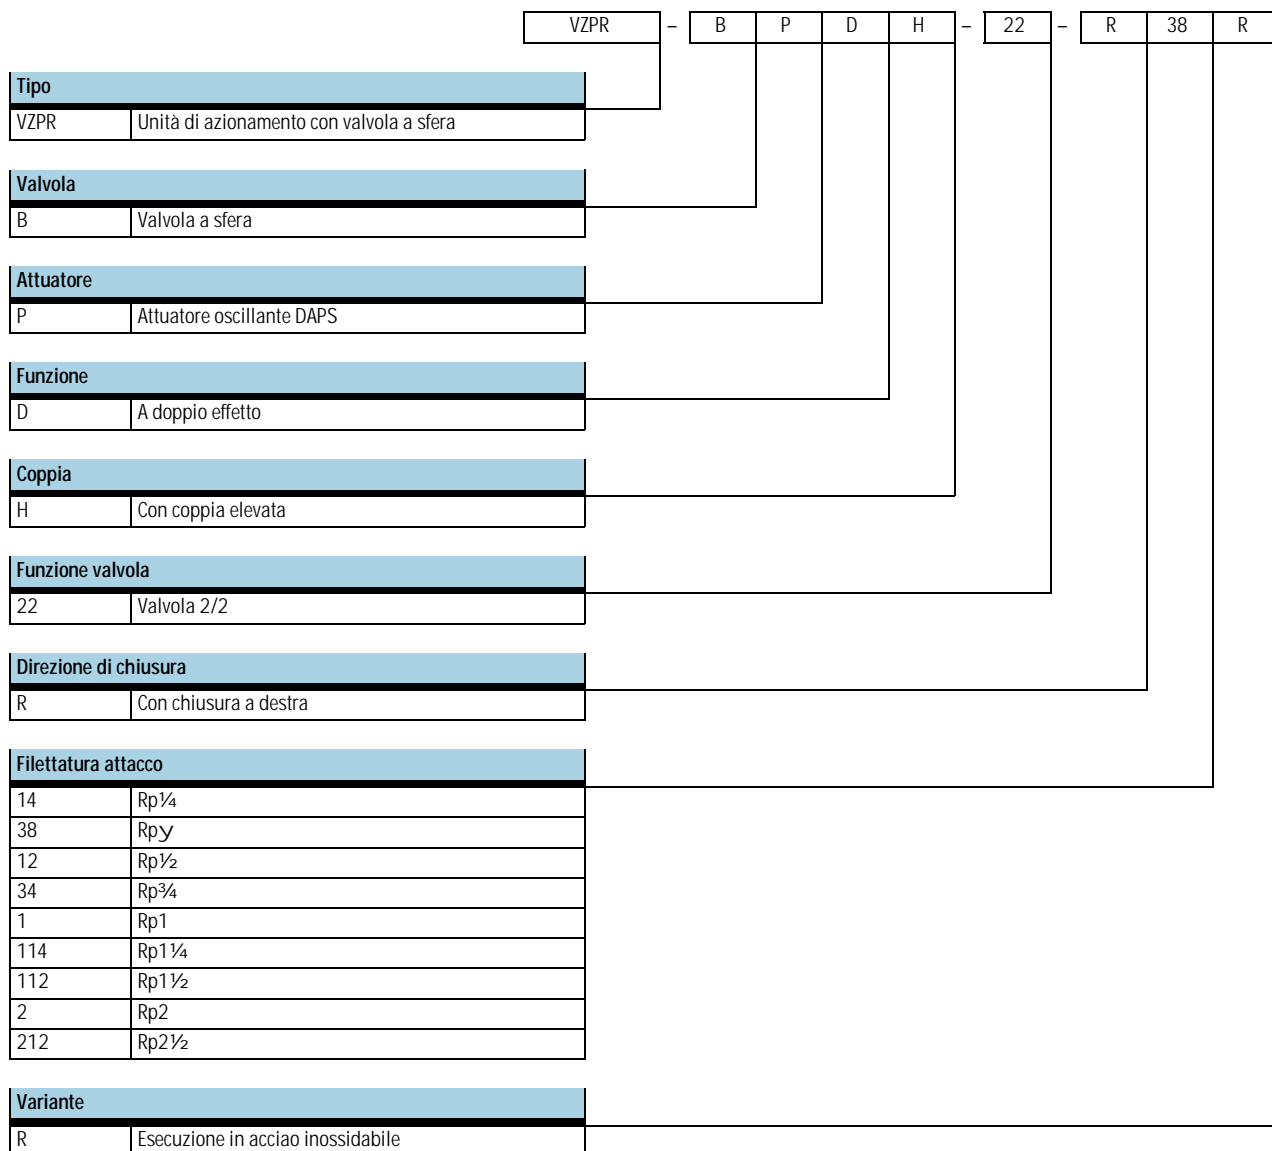 VZPR – B P D H – 22 – R 38 R
Tipo
VZPR Unità di azionamento con valvola a sfera
Valvola
B Valvola a sfera
Attuatore
P Attuatore oscillante DAPS
Funzione
D A doppio effetto
Coppia
H Con coppia elevata
Funzione valvola
22 Valvola 2/2
Direzione di chiusura
R Con chiusura a destra
Filettatura attacco
14 Rp¼
38 Rpy
12 Rp½
34 Rp¾
1 Rp1
114 Rp1¼
112 Rp1½
2 Rp2
212 Rp2½
Variante
R Esecuzione in acciao inossidabile